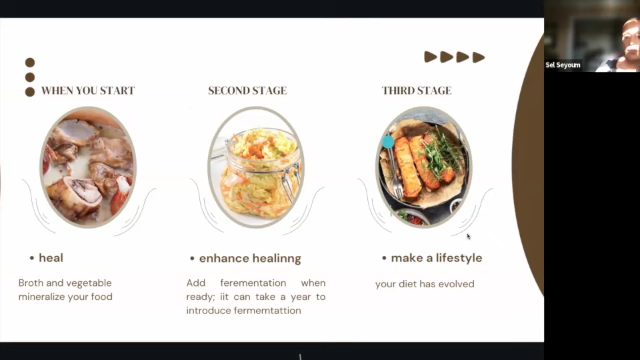 WHEN YOU START
SECOND STAGE
THIRD STAGE
Sel Seyoum
• heal
• enhance healinng
• make a lifestyle
Broth and vegetable
mineralize your food
Add ferementation when
ready; iit can take a year to
introduce fermemtattion
your diet has evolved